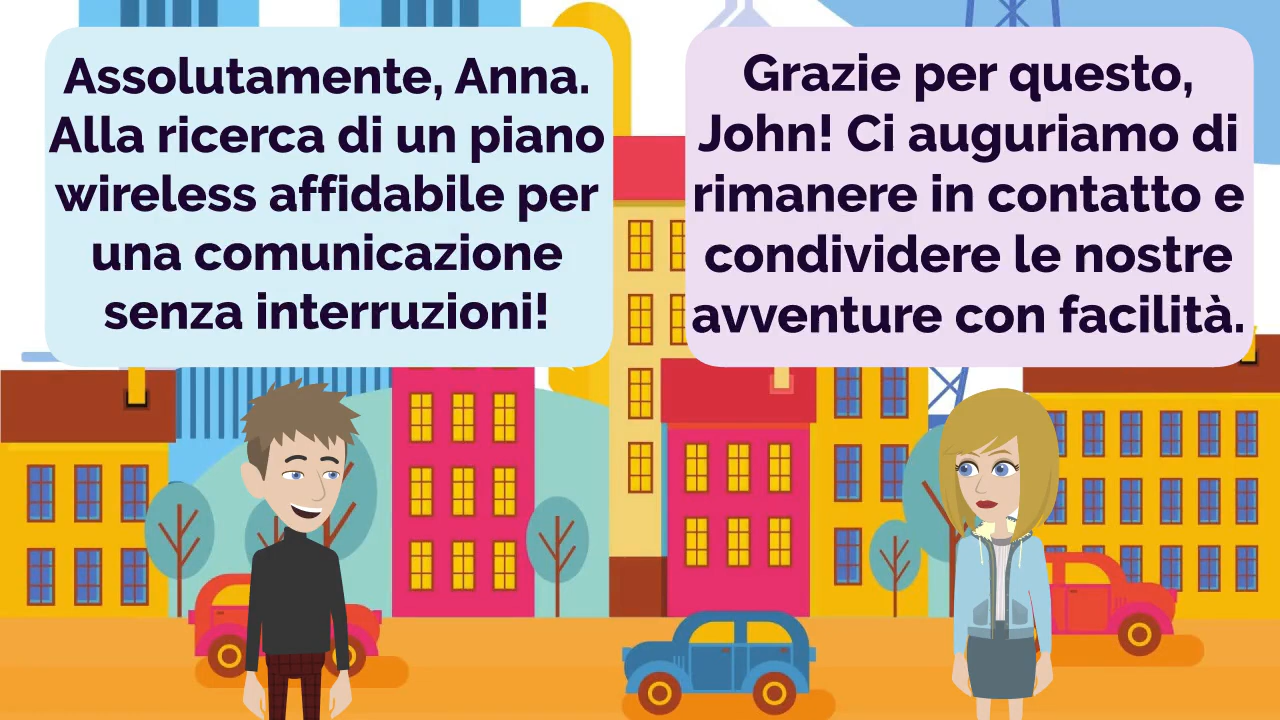 Assolutamente, Anna.
Alla ricerca di un piano
wireless affidabile per
una comunicazione
senza interruzioni!
Grazie per questo,
John! Ci auguriamo di
rimanere in contatto e
condividere le nostre
avventure con facilità.